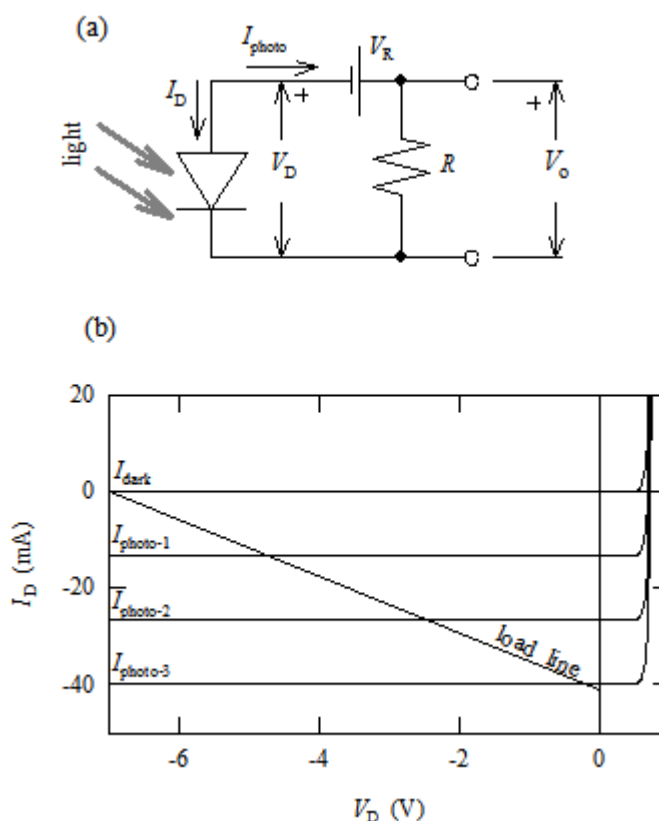 (a)
I_photo
V_R
I_D
+
+
light
V_D
R
V_o
(b)
20
I_dark
0
I_photo-1
I_D (mA)
-20
I_photo-2
load line
I_photo-3
-40
-6 -4 -2 0
V_D (V)